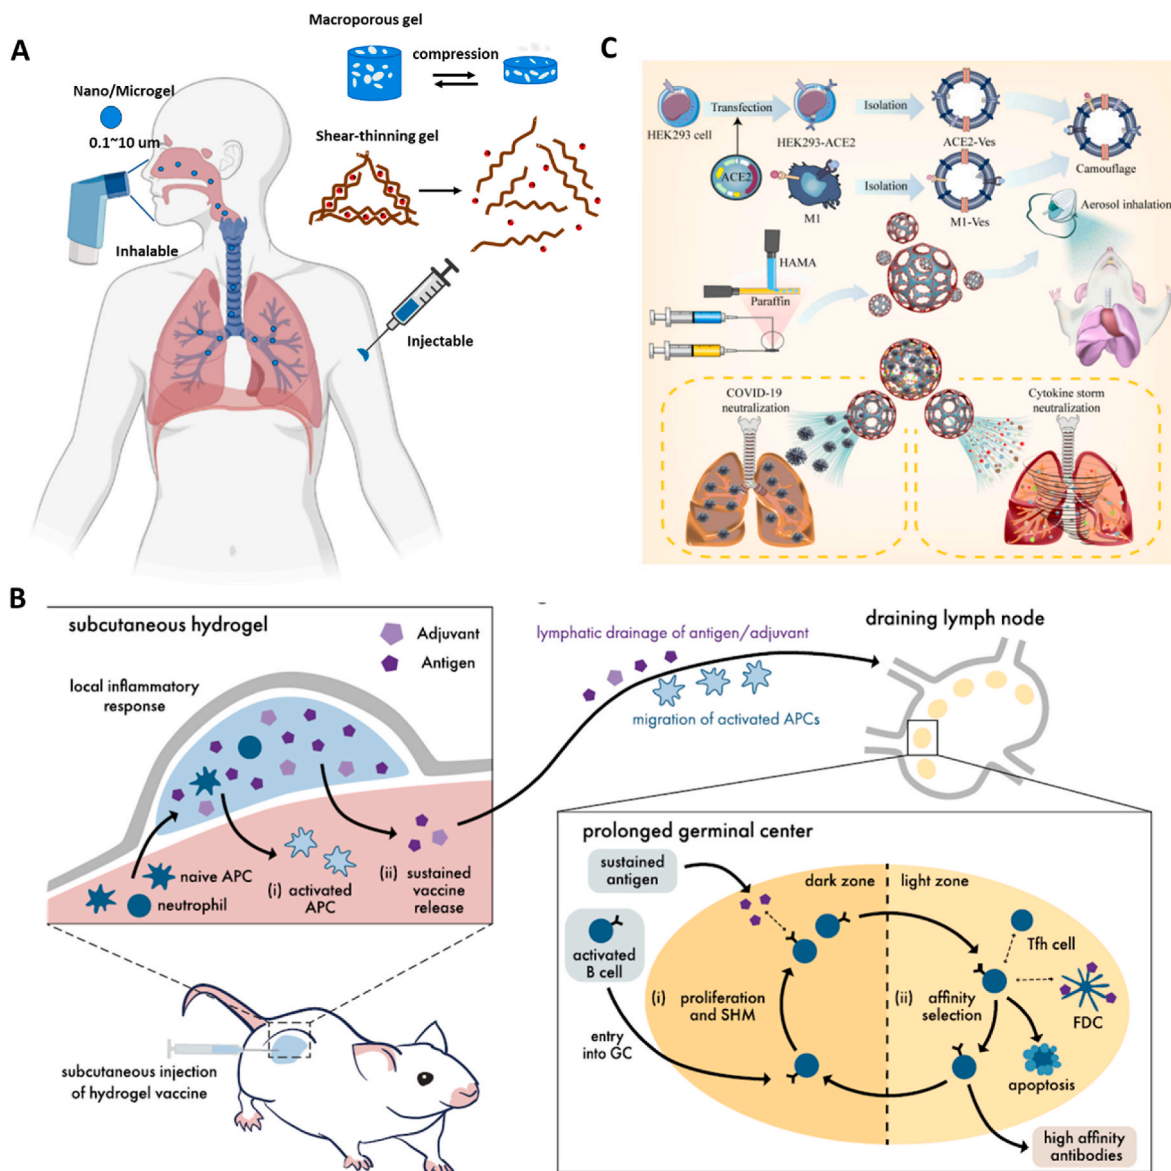 A
Macroporous gel
compression
Nano/Microgel
0.1~10 um
Shear-thinning gel
Inhalable
Injectable
C
HEK293 cell
Transfection
HEK293-ACE2
Isolation
ACE2-Ves
Camouflage
ACE2
M1
Isolation
M1-Ves
Aerosol inhalation
HAMA
Paraffin
COVID-19
neutralization
Cytokine storm
neutralization
B
subcutaneous hydrogel
Adjuvant
Antigen
local inflammatory
response
naive APC
neutrophil
(i) activated
APC
(ii) sustained
vaccine
release
lymphatic drainage of antigen/adjuvant
migration of activated APCs
draining lymph node
subcutaneous injection
of hydrogel vaccine
prolonged germinal center
sustained
antigen
dark zone
light zone
activated
B cell
Tfh cell
(i) proliferation
and SHM
(ii) affinity
selection
FDC
entry
into GC
apoptosis
high affinity
antibodies